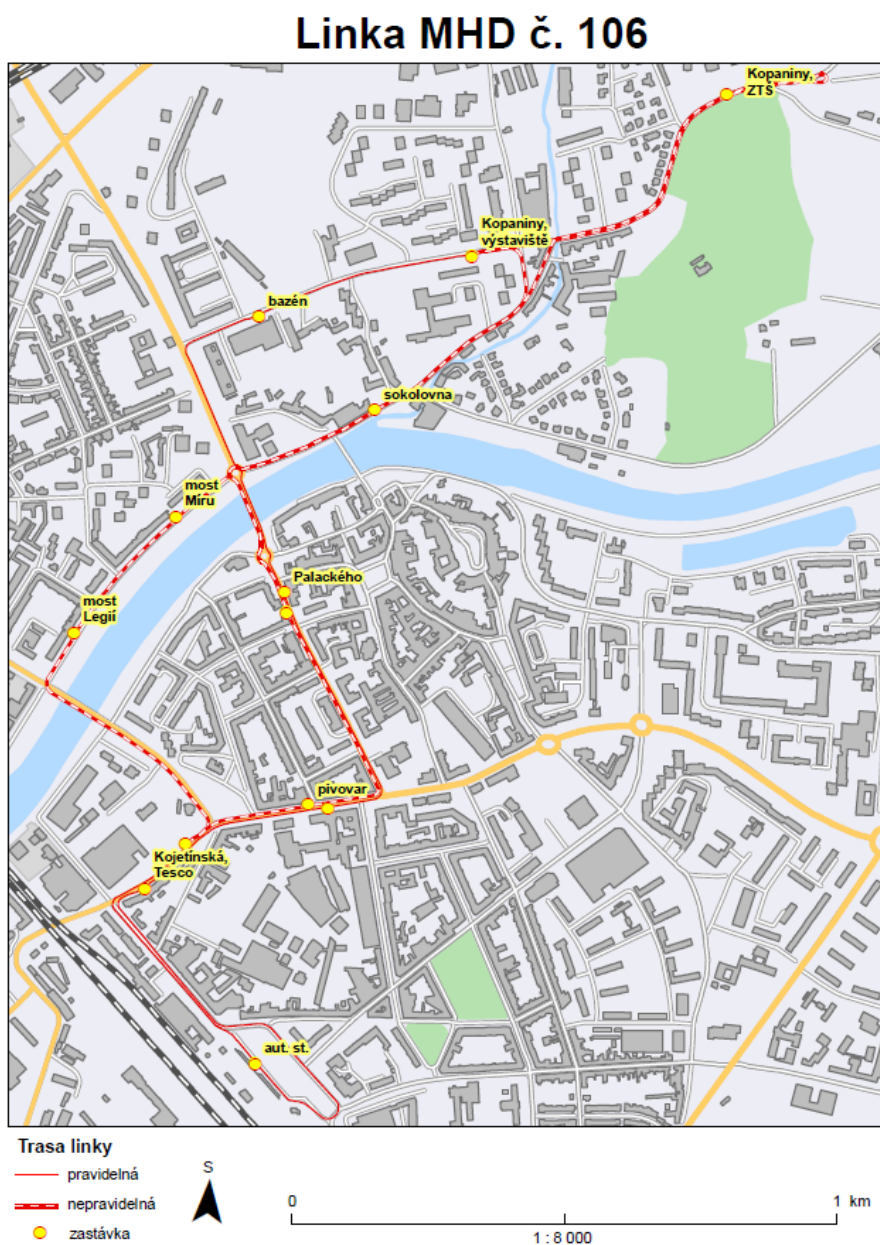 Linka MHD č. 106
Kopaniny,
ZTŠ
Kopaniny,
výstaviště
bazén
sokolovna
most
Míru
Palackého
most
Legií
pivovar
Kojetínská,
Tesco
aut. st.
Trasa linky
pravidelná
nepravidelná
zastávka
S
0
1 km
1 : 8 000